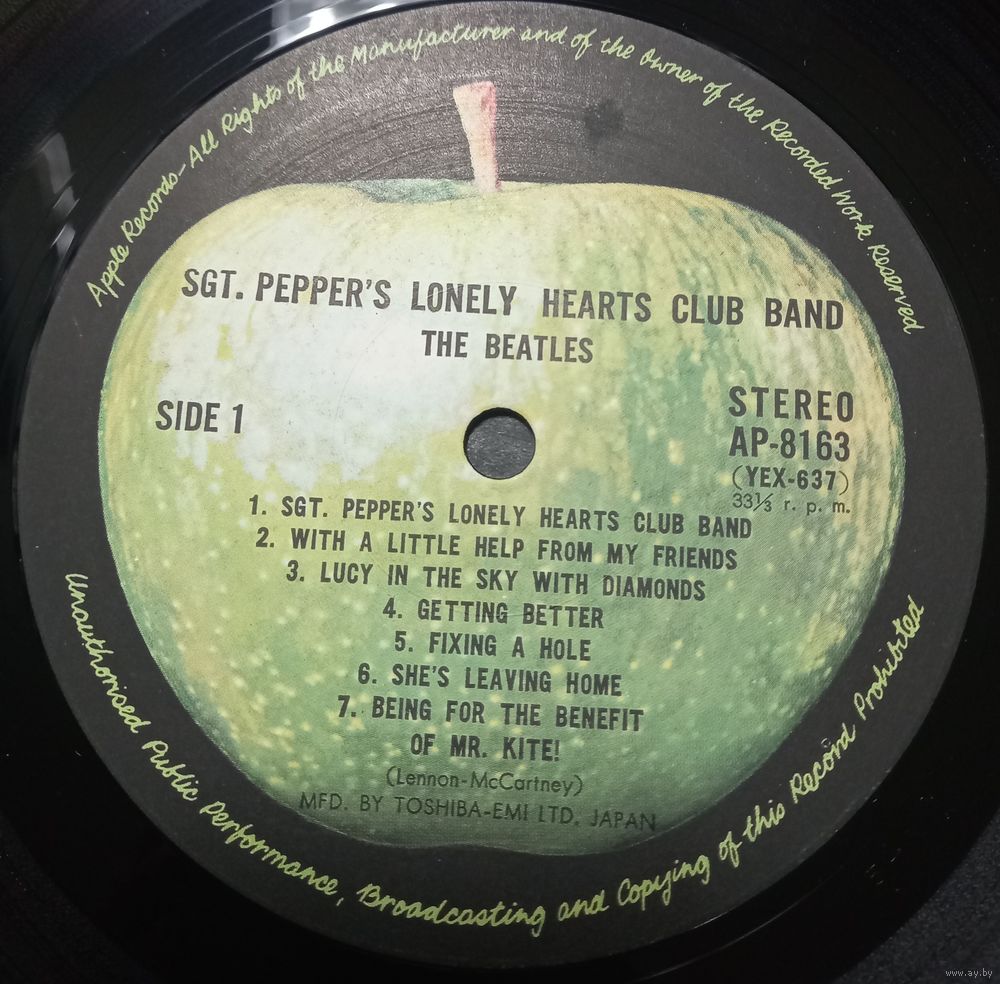 Apple Records - All Rights of the Manufacturer and of the Owner of the Recorded Work Reserved
SGT. PEPPER'S LONELY HEARTS CLUB BAND
THE BEATLES
SIDE 1
STEREO
AP-8163
(YEX-637)
33⅓ r. p. m.
1. SGT. PEPPER'S LONELY HEARTS CLUB BAND
2. WITH A LITTLE HELP FROM MY FRIENDS
3. LUCY IN THE SKY WITH DIAMONDS
4. GETTING BETTER
5. FIXING A HOLE
6. SHE'S LEAVING HOME
7. BEING FOR THE BENEFIT
OF MR. KITE!
(Lennon-McCartney)
MFD. BY TOSHIBA-EMI LTD. JAPAN
Unauthorised Public Performance, Broadcasting and Copying of this Record Prohibited
www.ay.by